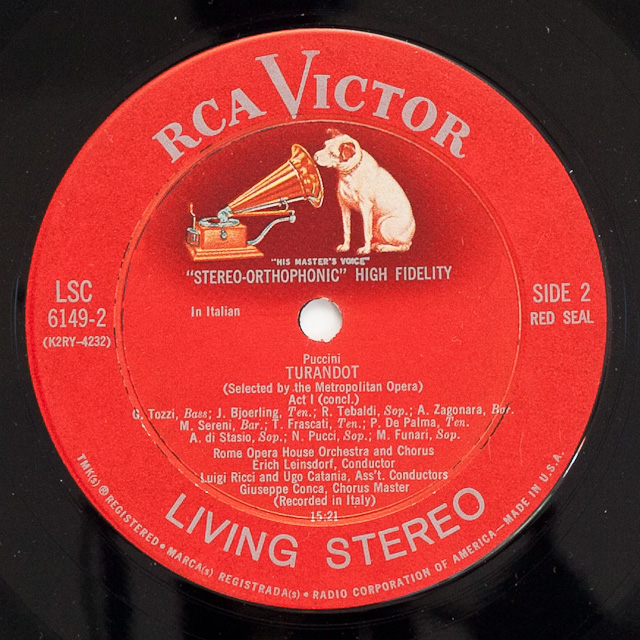 RCA VICTOR
"HIS MASTER'S VOICE"
"STEREO-ORTHOPHONIC" HIGH FIDELITY
LSC
6149-2
(K2RY-4232)
SIDE 2
RED SEAL
In Italian
Puccini
TURANDOT
(Selected by the Metropolitan Opera)
Act I (concl.)
G. Tozzi, Bass; J. Bjoerling, Ten.; R. Tebaldi, Sop.; A. Zagonara, Bar.
M. Sereni, Bar.; T. Frascati, Ten.; P. De Palma, Ten.
A. di Stasio, Sop.; N. Pucci, Sop.; M. Funari, Sop.
Rome Opera House Orchestra and Chorus
Erich Leinsdorf, Conductor
Luigi Ricci and Ugo Catania, Ass't. Conductors
Giuseppe Conca, Chorus Master
(Recorded in Italy)
15:21
LIVING STEREO
TMK(s) ® REGISTERED • MARCA(s) REGISTRADA(s) • RADIO CORPORATION OF AMERICA—MADE IN U.S.A.